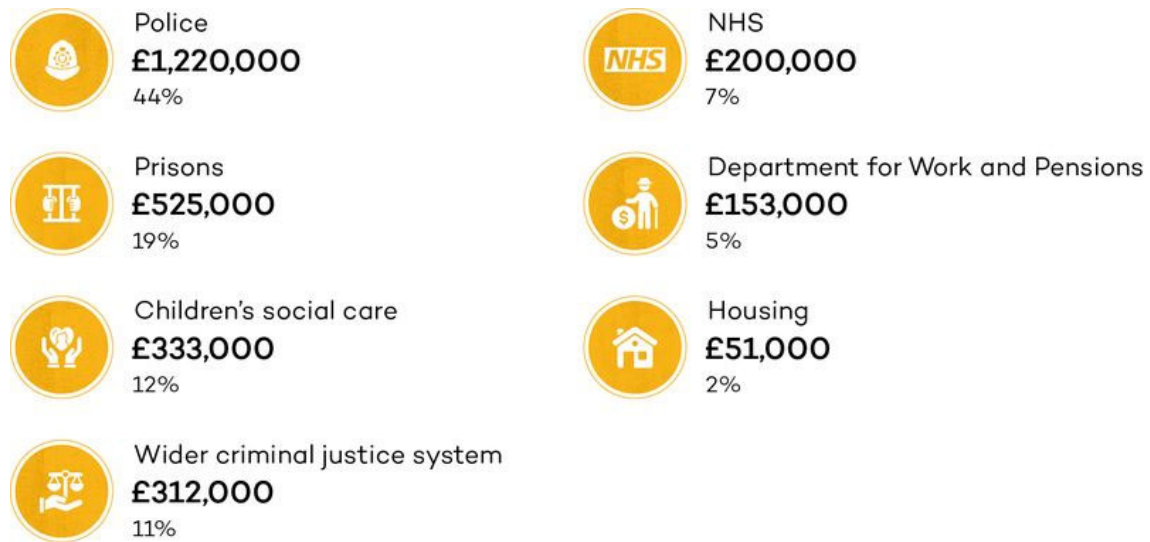 Police
£1,220,000
44%
Prisons
£525,000
19%
Children's social care
£333,000
12%
Wider criminal justice system
£312,000
11%
NHS
NHS
£200,000
7%
$
Department for Work and Pensions
£153,000
5%
Housing
£51,000
2%